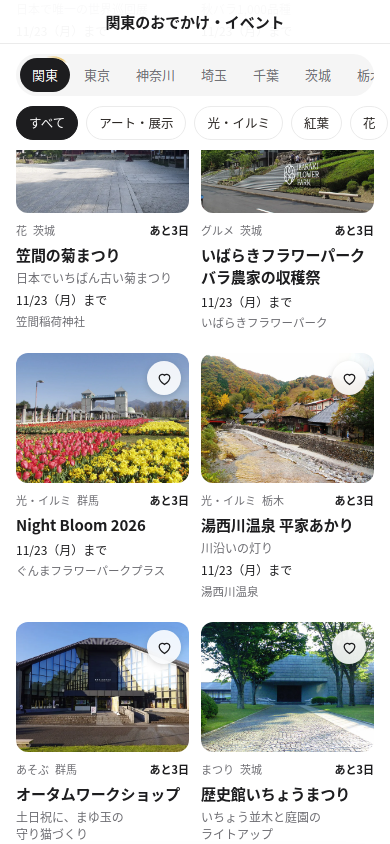 関東のおでかけ・イベント
関東 東京 神奈川 埼玉 千葉 茨城 栃木
すべて アート・展示 光・イルミ 紅葉 花
IBARAKI
FLOWER
PARK
花 茨城 あと3日
笠間の菊まつり
日本でいちばん古い菊まつり
11/23（月）まで
笠間稲荷神社
グルメ 茨城 あと3日
いばらきフラワーパーク
バラ農家の収穫祭
11/23（月）まで
いばらきフラワーパーク
光・イルミ 群馬 あと3日
Night Bloom 2026
11/23（月）まで
ぐんまフラワーパークプラス
光・イルミ 栃木 あと3日
湯西川温泉 平家あかり
川沿いの灯り
11/23（月）まで
湯西川温泉
あそぶ 群馬 あと3日
オータムワークショップ
土日祝に、まゆ玉の
守り猫づくり
まつり 茨城 あと3日
歴史館いちょうまつり
いちょう並木と庭園の
ライトアップ